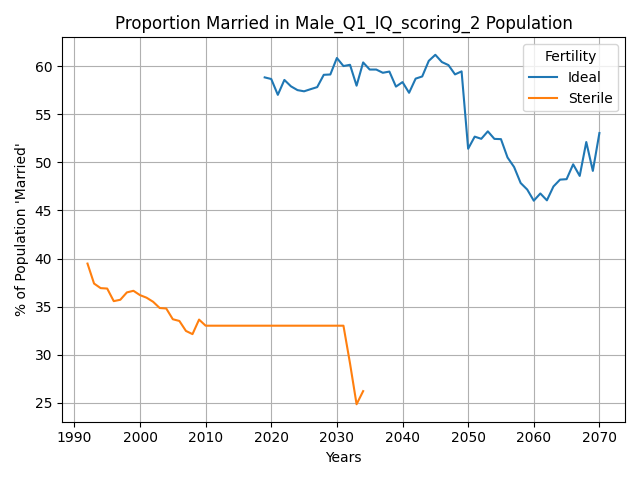 Proportion Married in Male_Q1_IQ_scoring_2 Population
% of Population 'Married'
60
55
50
45
40
35
30
25
Fertility
Ideal
Sterile
1990 2000 2010 2020 2030 2040 2050 2060 2070
Years